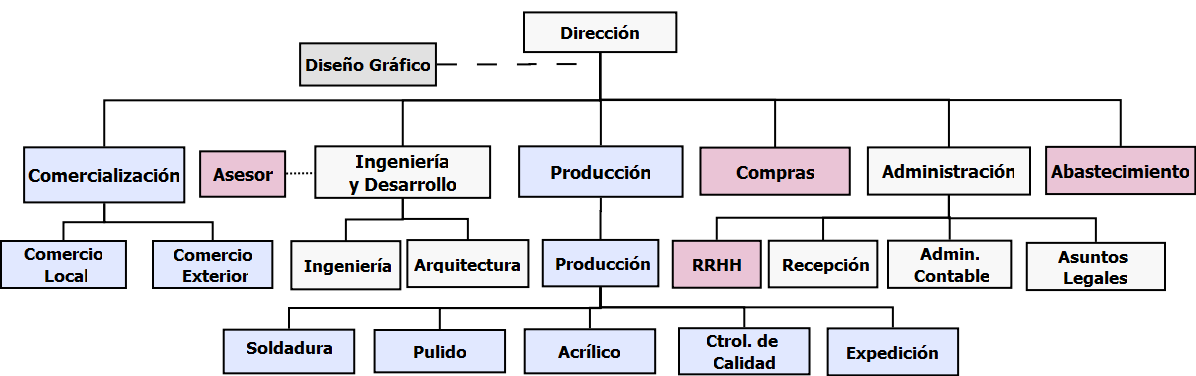 Dirección
Diseño Gráfico
Comercialización
Asesor
Ingeniería
y Desarrollo
Producción
Compras
Administración
Abastecimiento
Comercio
Local
Comercio
Exterior
Ingeniería
Arquitectura
Producción
RRHH
Recepción
Admin.
Contable
Asuntos
Legales
Soldadura
Pulido
Acrílico
Ctrol. de
Calidad
Expedición